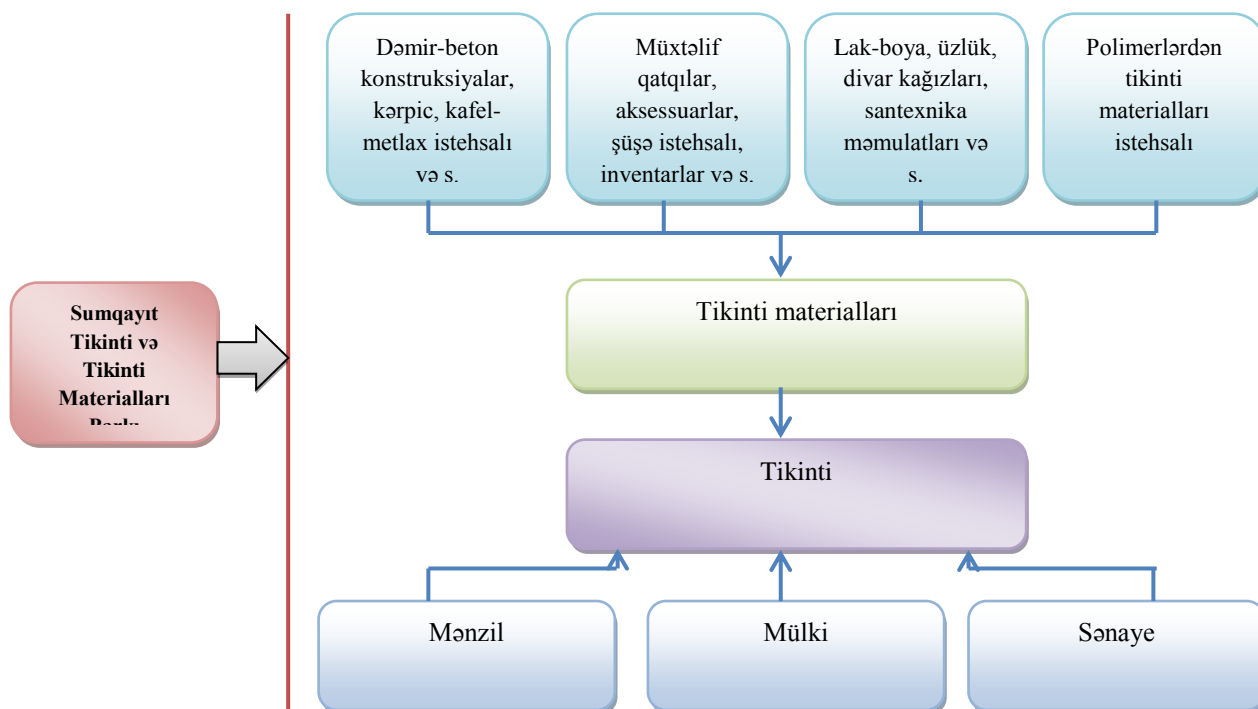 Dəmir-beton
konstruksiyalar,
kərpic, kafel-
metlax istehsalı
və s.
Müxtəlif
qatqılar,
aksessuarlar,
şüşə istehsalı,
inventarlar və s.
Lak-boya, üzlük,
divar kağızları,
santexnika
məmulatları və
s.
Polimerlərdən
tikinti
materialları
istehsalı
Sumqayıt
Tikinti və
Tikinti
Materialları
Parkı
Tikinti materialları
Tikinti
Mənzil
Mülki
Sənaye